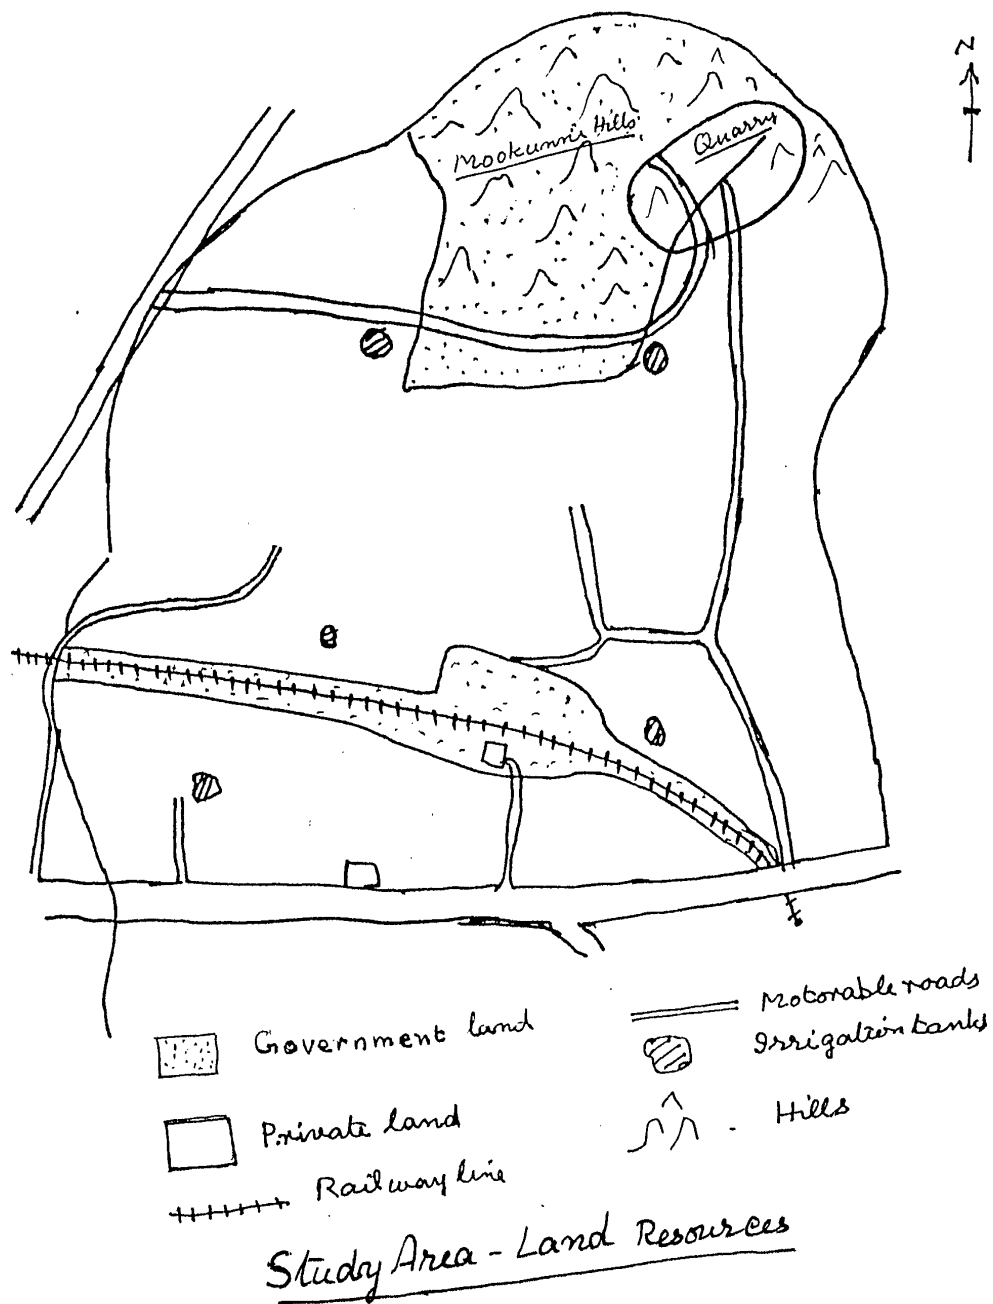 N
Mookunni Hills
Quarry
Government land
Motorable roads
Irrigation tanks
Private land
Hills
Railway line
Study Area - Land Resources